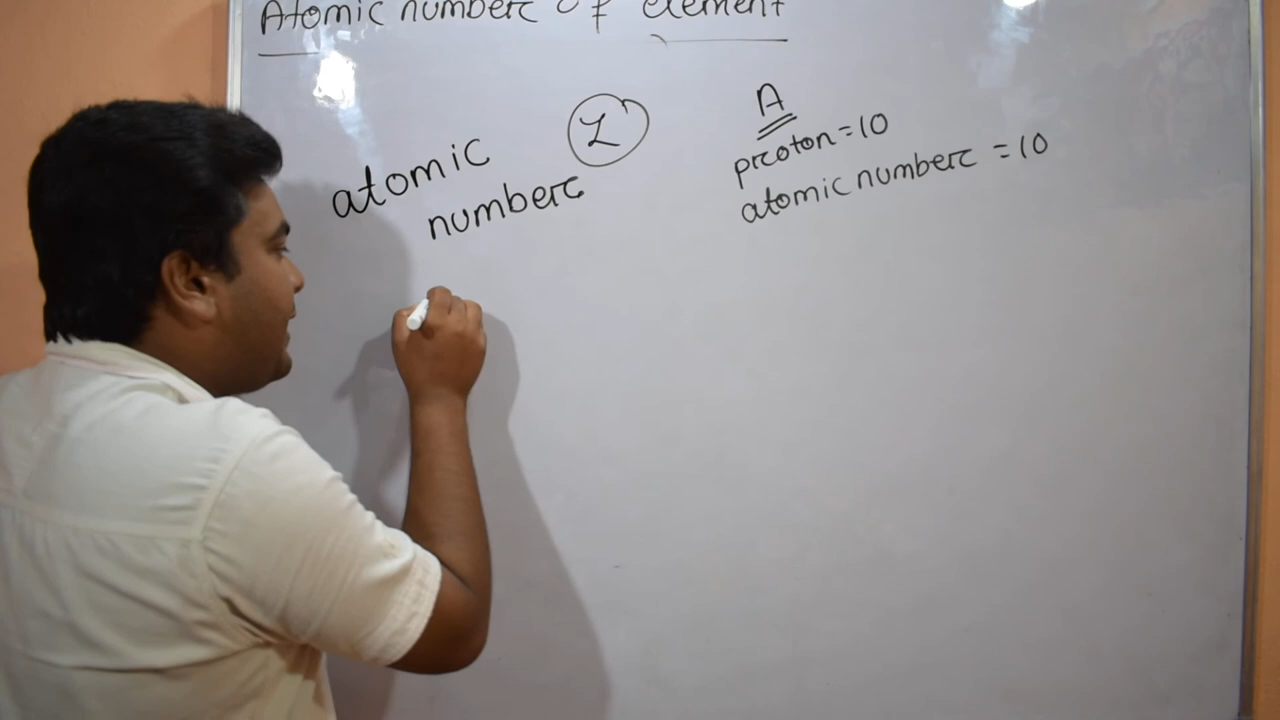 Atomic number of element
atomic
number
Z
A
proton = 10
atomic number = 10